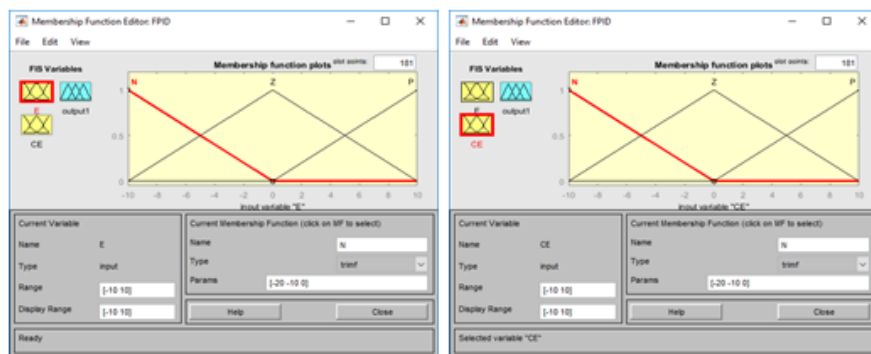 Membership Function Editor: FPID
File Edit View
FIS Variables
Membership function plots
plot points:
181
N
Z
P
E
output1
CE
1
0.5
0
-10 -8 -6 -4 -2 0 2 4 6 8 10
input variable "E"
Current Variable
Name E
Type input
Range [-10 10]
Display Range [-10 10]
Current Membership Function (click on MF to select)
Name N
Type trimf
Params [-20 -10 0]
Help Close
Ready
Membership Function Editor: FPID
File Edit View
FIS Variables
Membership function plots
plot points:
181
N
Z
P
E
output1
CE
1
0.5
0
-10 -8 -6 -4 -2 0 2 4 6 8 10
input variable "CE"
Current Variable
Name CE
Type input
Range [-10 10]
Display Range [-10 10]
Current Membership Function (click on MF to select)
Name N
Type trimf
Params [-20 -10 0]
Help Close
Selected variable "CE"